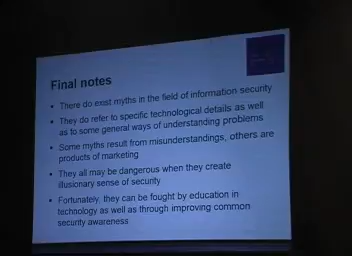 Final notes
• There do exist myths in the field of information security
• They do refer to specific technological details as well
as to some general ways of understanding problems
• Some myths result from misunderstandings, others are
products of marketing
• They all may be dangerous when they create
illusionary sense of security
• Fortunately, they can be fought by education in
technology as well as through improving common
security awareness